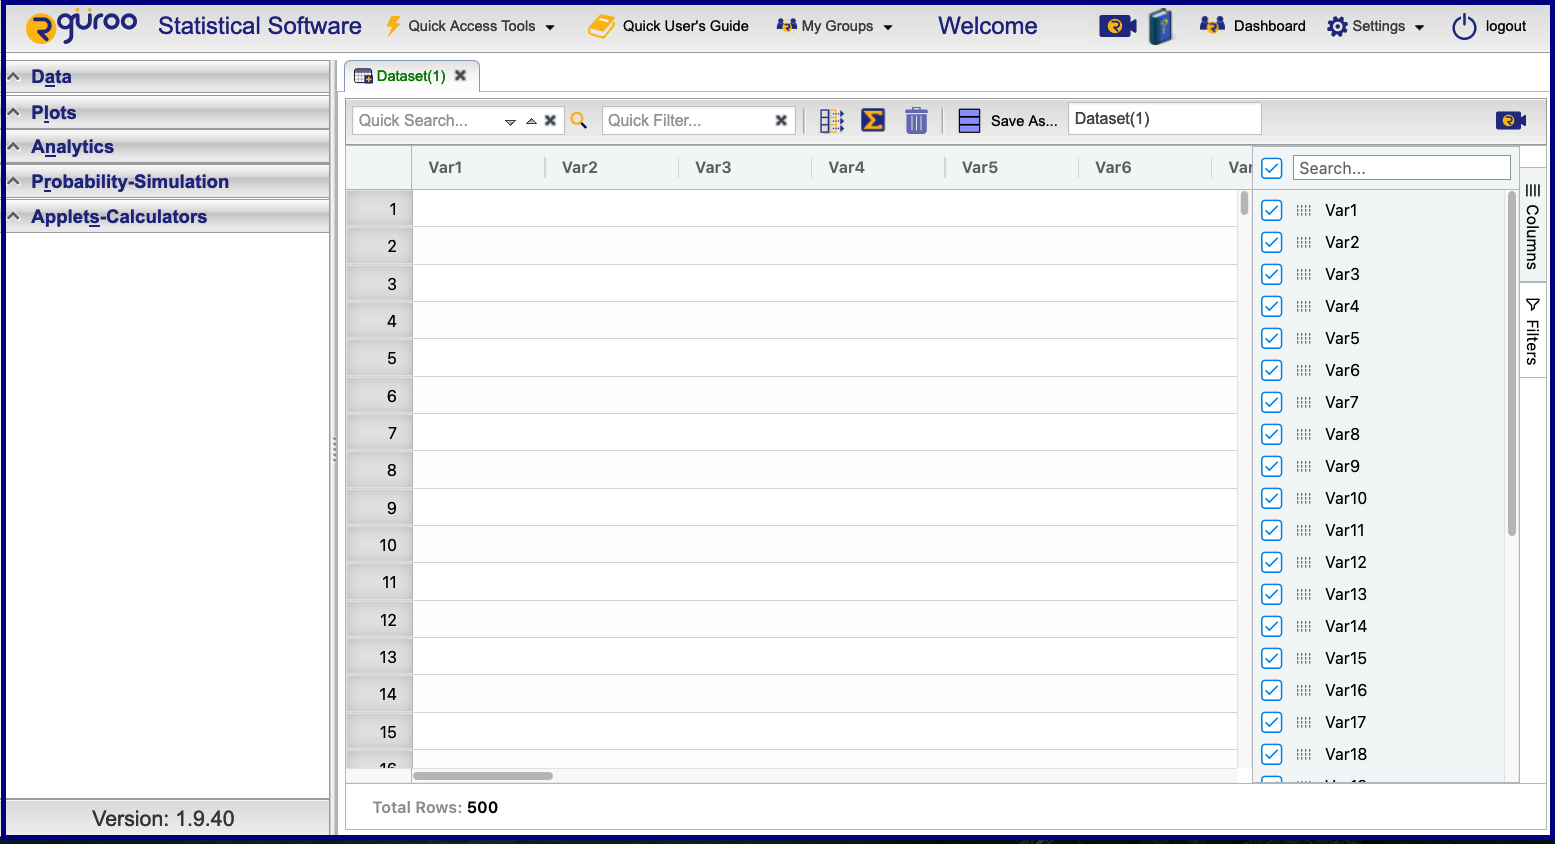 rgüroo Statistical Software Quick Access Tools Quick User's Guide My Groups Welcome Dashboard Settings logout
Data
Plots
Analytics
Probability-Simulation
Applets-Calculators
Version: 1.9.40
Dataset(1)
Quick Search... Quick Filter... Save As... Dataset(1)
Var1 Var2 Var3 Var4 Var5 Var6 Var
1
2
3
4
5
6
7
8
9
10
11
12
13
14
15
16
Search...
Var1
Var2
Var3
Var4
Var5
Var6
Var7
Var8
Var9
Var10
Var11
Var12
Var13
Var14
Var15
Var16
Var17
Var18
Columns
Filters
Total Rows: 500